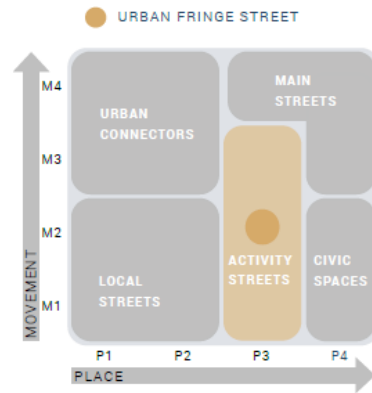 URBAN FRINGE STREET
M4
MAIN
STREETS
URBAN
CONNECTORS
M3
M2
ACTIVITY
STREETS
CIVIC
SPACES
LOCAL
STREETS
M1
MOVEMENT
P1 P2 P3 P4
PLACE